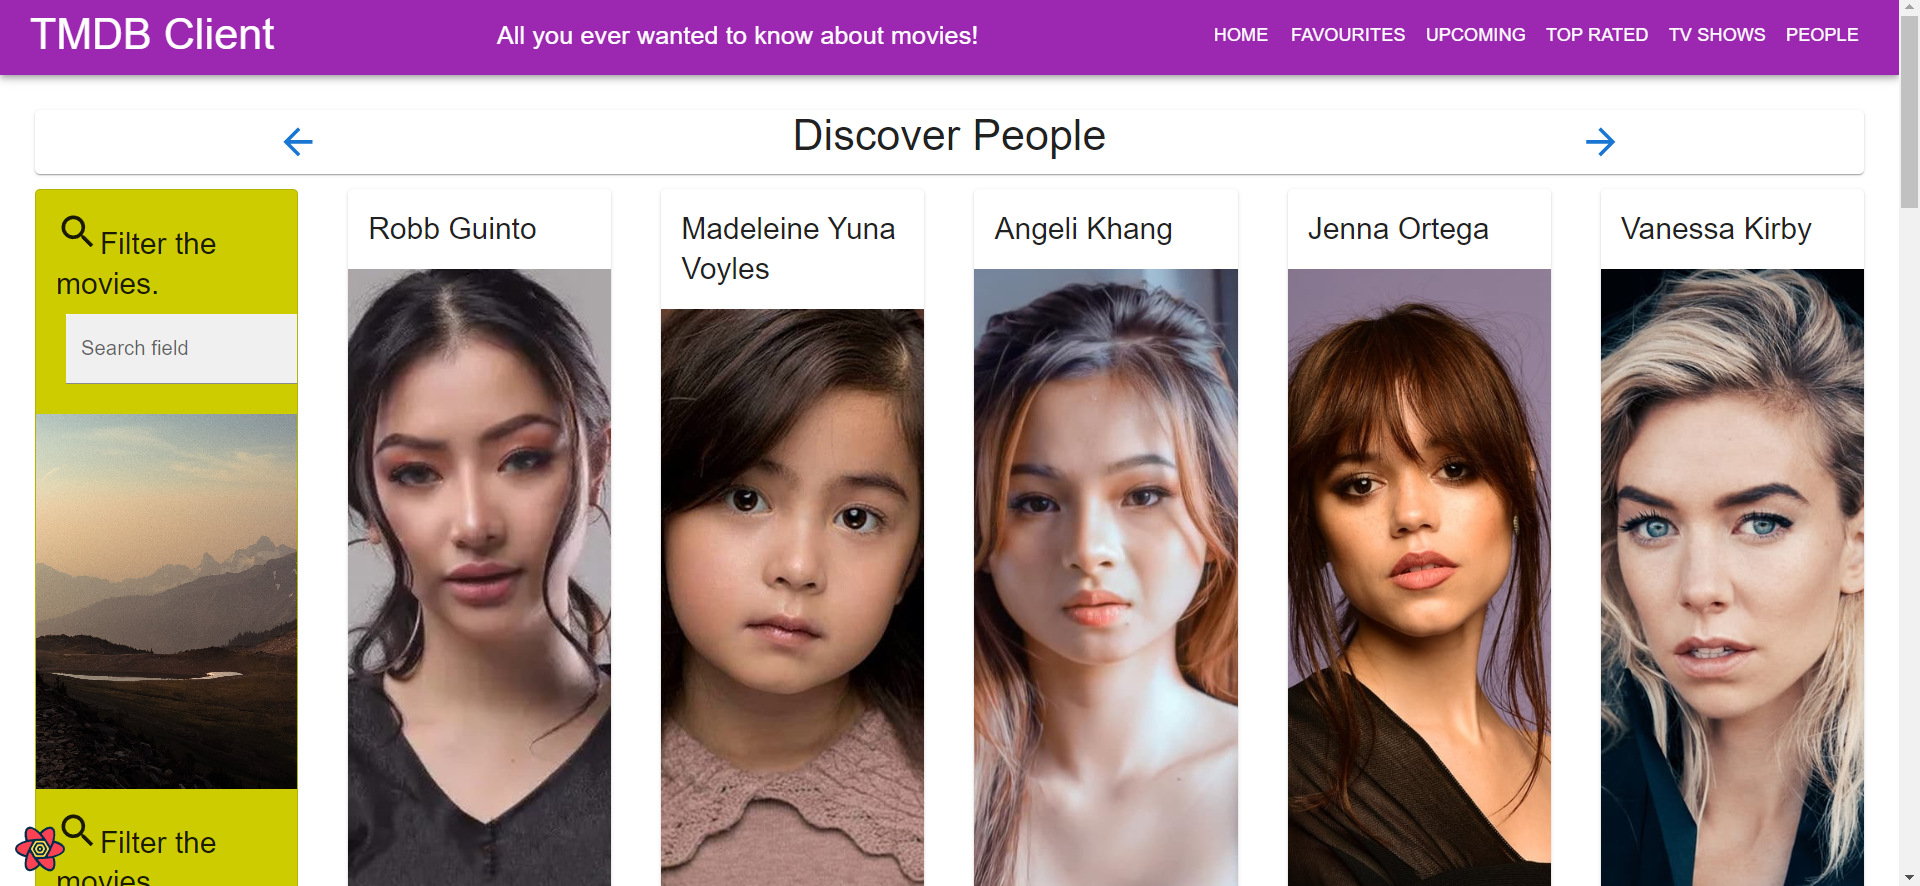 TMDB Client
All you ever wanted to know about movies!
HOME FAVOURITES UPCOMING TOP RATED TV SHOWS PEOPLE
Discover People
Filter the
movies.
Search field
Robb Guinto
Madeleine Yuna
Voyles
Angeli Khang
Jenna Ortega
Vanessa Kirby
Filter the
movies